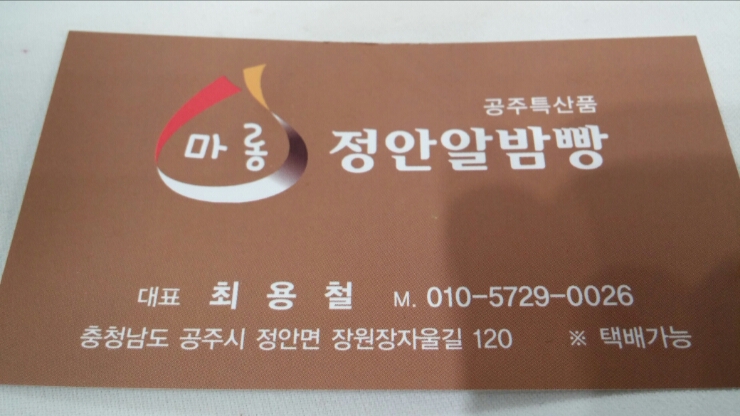 공주특산품
마롱 정안알밤빵
대표 최용철 M. 010-5729-0026
충청남도 공주시 정안면 장원장자울길 120 ※ 택배가능